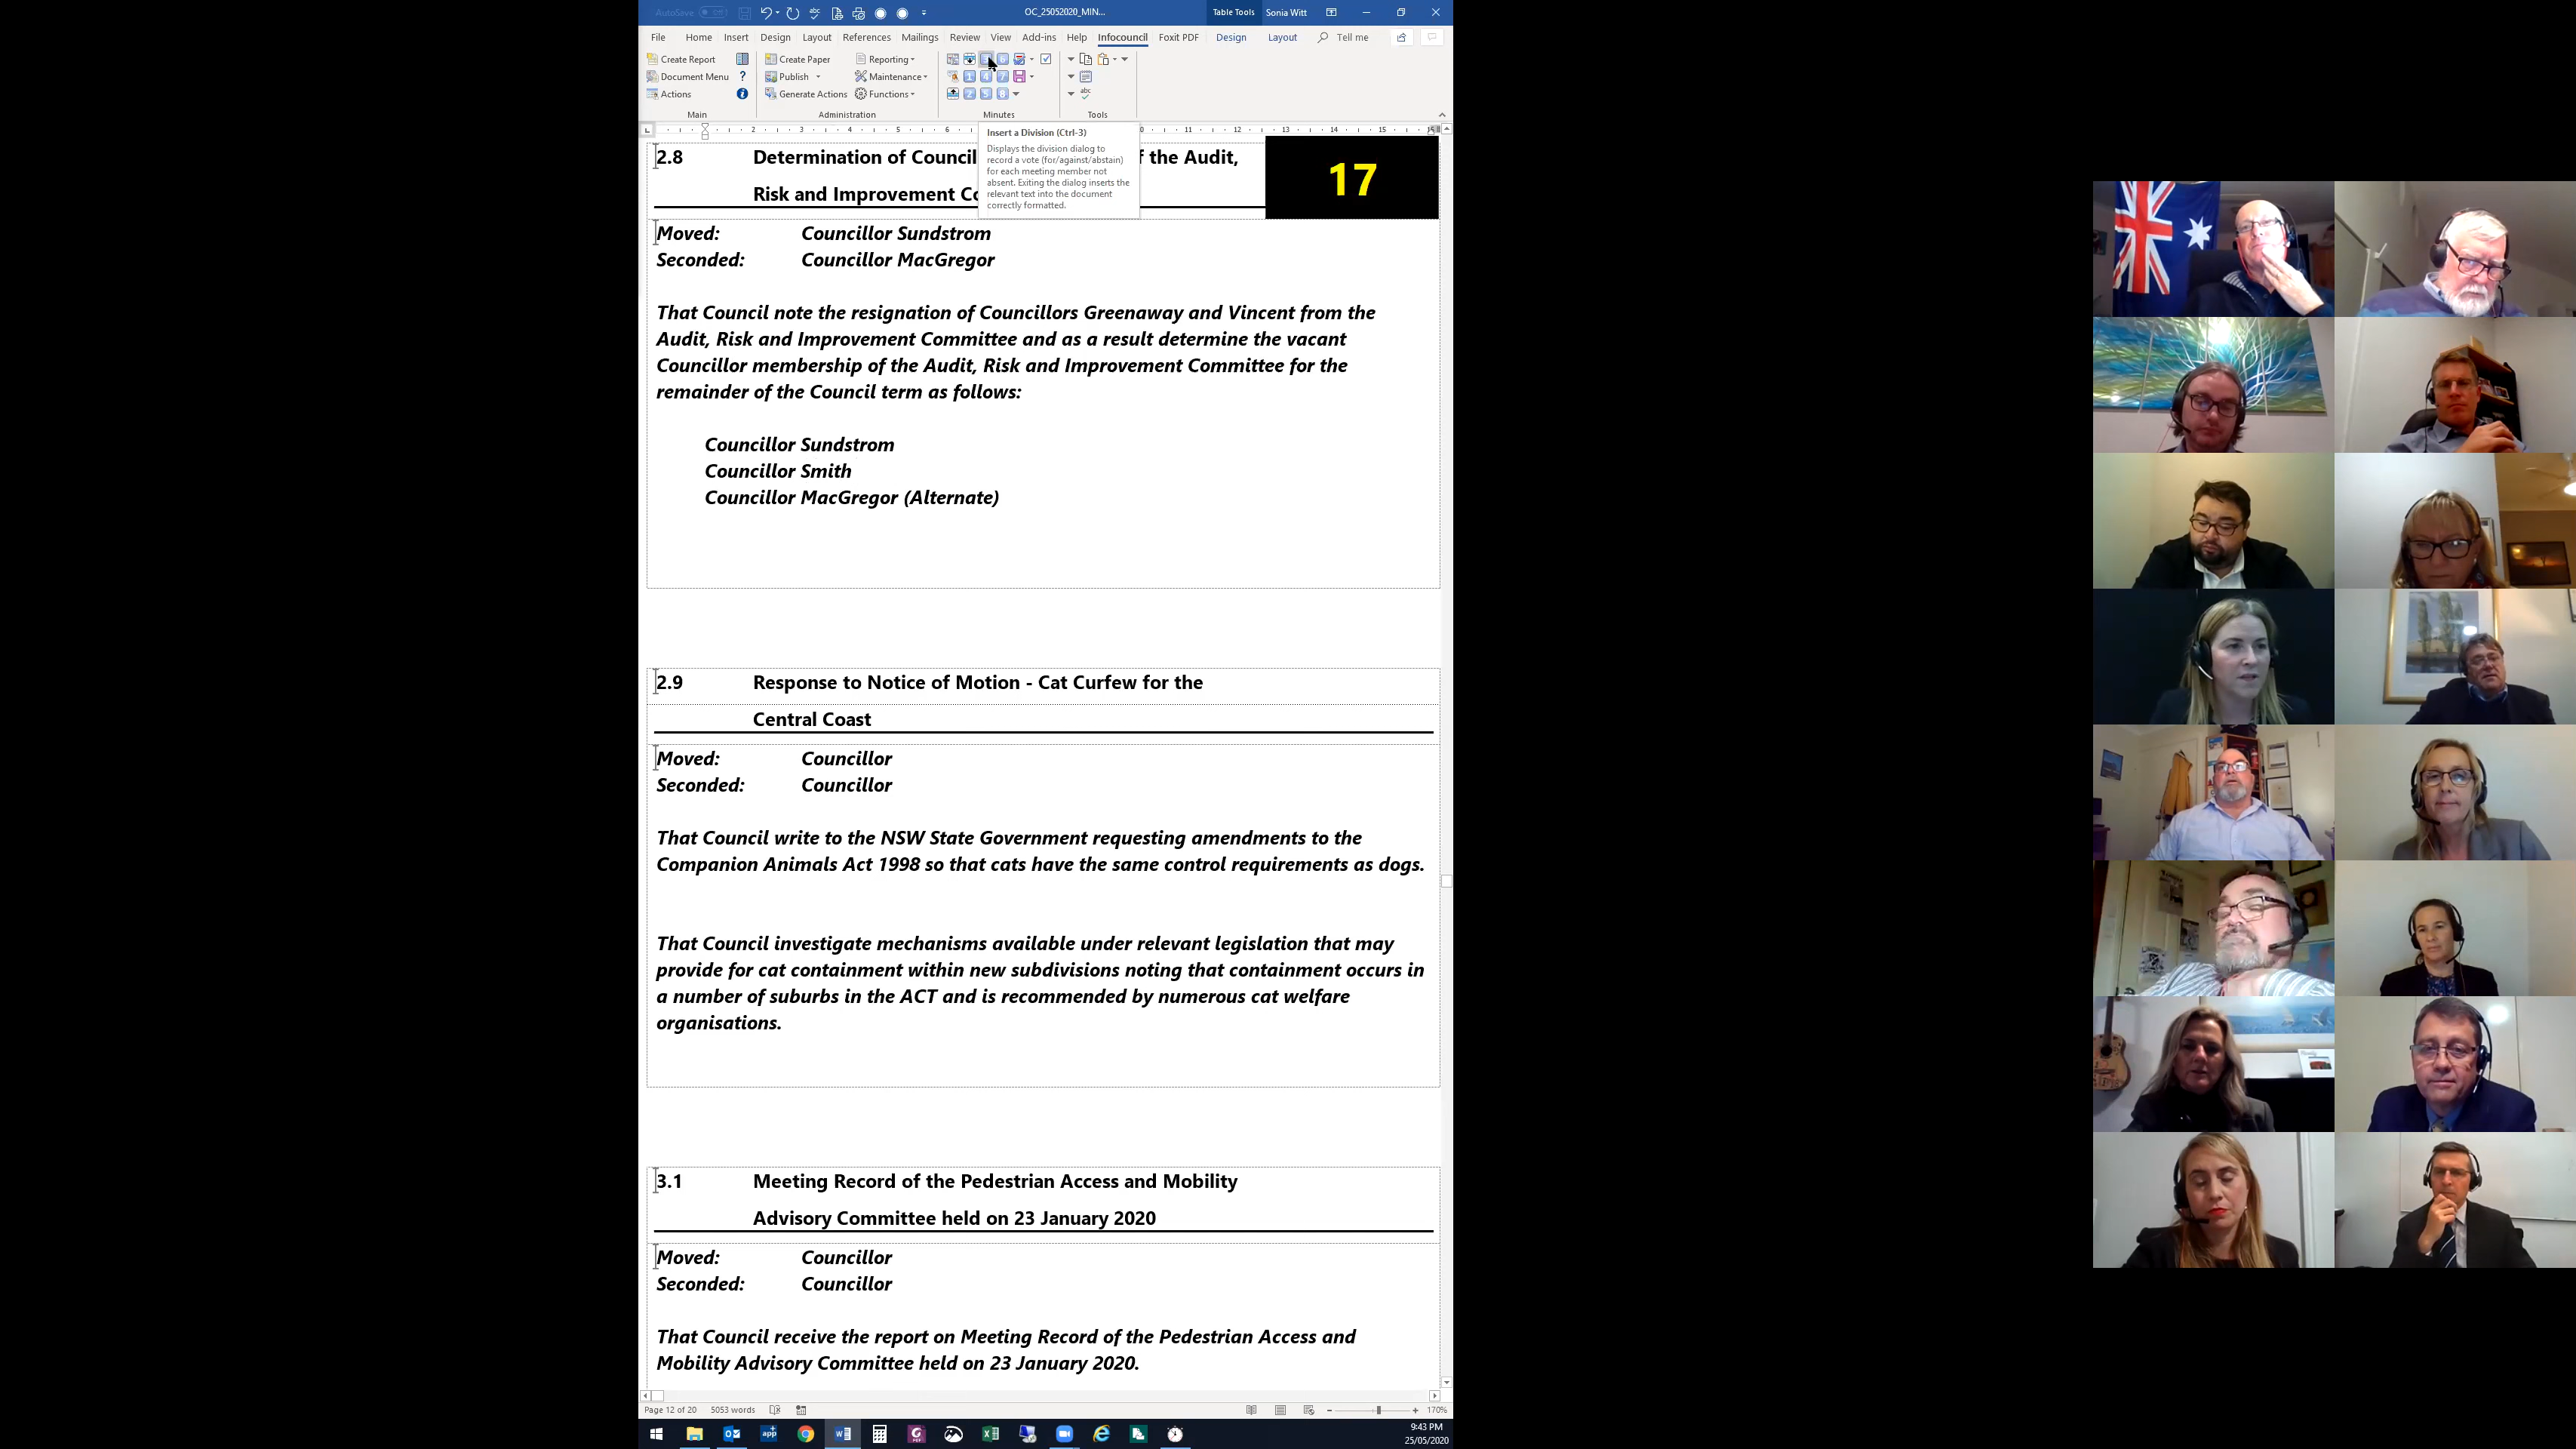 AutoSave Off OC_25052020_MIN... Table Tools Sonia Witt
File Home Insert Design Layout References Mailings Review View Add-ins Help Infocouncil Foxit PDF Design Layout Tell me
Create Report Create Paper Reporting
Document Menu Publish Maintenance
Actions Generate Actions Functions
Main Administration Minutes Tools
Insert a Division (Ctrl-3)
Displays the division dialog to
record a vote (for/against/abstain)
for each meeting member not
absent. Exiting the dialog inserts the
relevant text into the document
correctly formatted.
2.8 Determination of Council f the Audit,
Risk and Improvement Co
17
Moved: Councillor Sundstrom
Seconded: Councillor MacGregor
That Council note the resignation of Councillors Greenaway and Vincent from the
Audit, Risk and Improvement Committee and as a result determine the vacant
Councillor membership of the Audit, Risk and Improvement Committee for the
remainder of the Council term as follows:
Councillor Sundstrom
Councillor Smith
Councillor MacGregor (Alternate)
2.9 Response to Notice of Motion - Cat Curfew for the
Central Coast
Moved: Councillor
Seconded: Councillor
That Council write to the NSW State Government requesting amendments to the
Companion Animals Act 1998 so that cats have the same control requirements as dogs.
That Council investigate mechanisms available under relevant legislation that may
provide for cat containment within new subdivisions noting that containment occurs in
a number of suburbs in the ACT and is recommended by numerous cat welfare
organisations.
3.1 Meeting Record of the Pedestrian Access and Mobility
Advisory Committee held on 23 January 2020
Moved: Councillor
Seconded: Councillor
That Council receive the report on Meeting Record of the Pedestrian Access and
Mobility Advisory Committee held on 23 January 2020.
Page 12 of 20 5053 words 170%
9:43 PM
25/05/2020